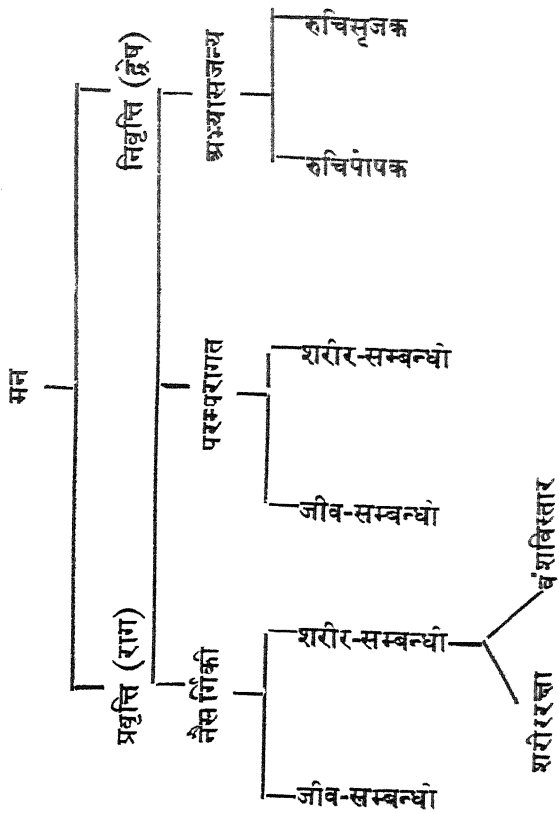 मन
प्रवृत्ति (राग)
निवृत्ति (द्वेष)
नैसर्गिकी
परम्परागत
अभ्यासजन्य
जीव-सम्बन्धी
शरीर-सम्बन्धी
जीव-सम्बन्धी
शरीर-सम्बन्धी
रुचिपोषक
रुचिसृजक
शरीररक्षा
वंशविस्तार